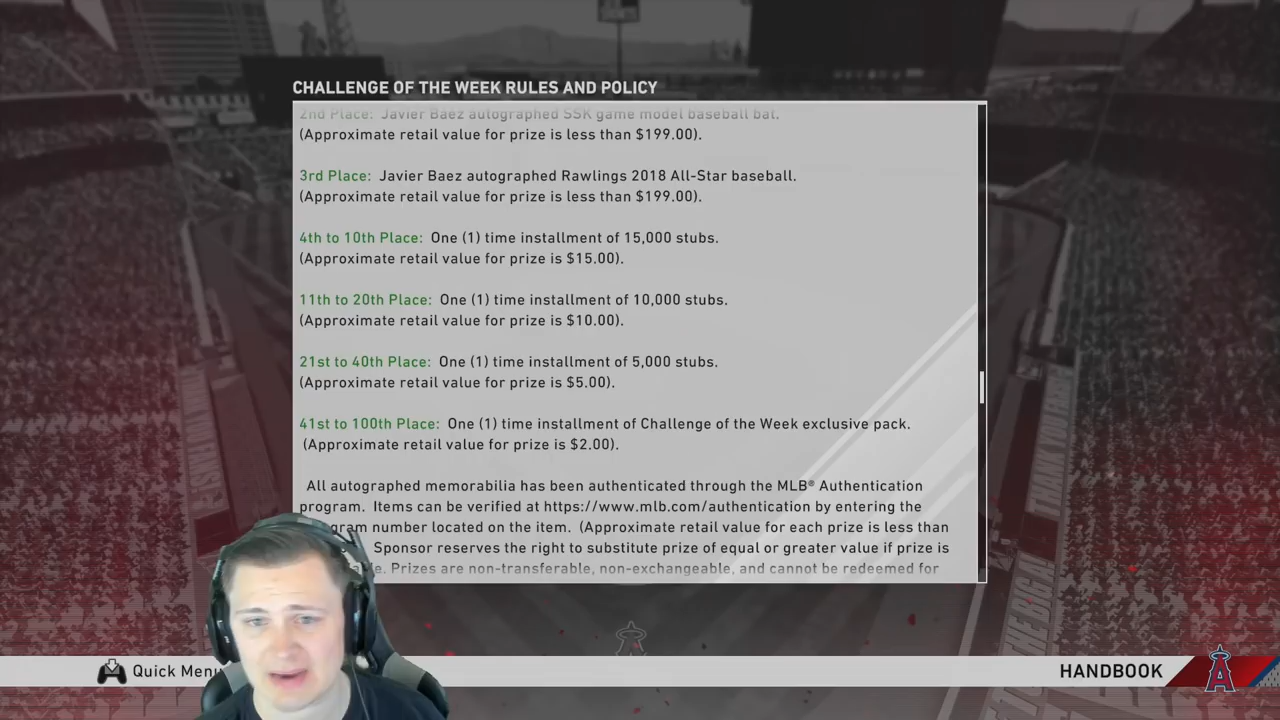 CHALLENGE OF THE WEEK RULES AND POLICY
2nd Place: Javier Baez autographed SSK game model baseball bat.
(Approximate retail value for prize is less than $199.00).
3rd Place: Javier Baez autographed Rawlings 2018 All-Star baseball.
(Approximate retail value for prize is less than $199.00).
4th to 10th Place: One (1) time installment of 15,000 stubs.
(Approximate retail value for prize is $15.00).
11th to 20th Place: One (1) time installment of 10,000 stubs.
(Approximate retail value for prize is $10.00).
21st to 40th Place: One (1) time installment of 5,000 stubs.
(Approximate retail value for prize is $5.00).
41st to 100th Place: One (1) time installment of Challenge of the Week exclusive pack.
(Approximate retail value for prize is $2.00).
All autographed memorabilia has been authenticated through the MLB® Authentication
program. Items can be verified at https://www.mlb.com/authentication by entering the
gram number located on the item. (Approximate retail value for each prize is less than
Sponsor reserves the right to substitute prize of equal or greater value if prize is
Prizes are non-transferable, non-exchangeable, and cannot be redeemed for
Quick Menu
HANDBOOK
A